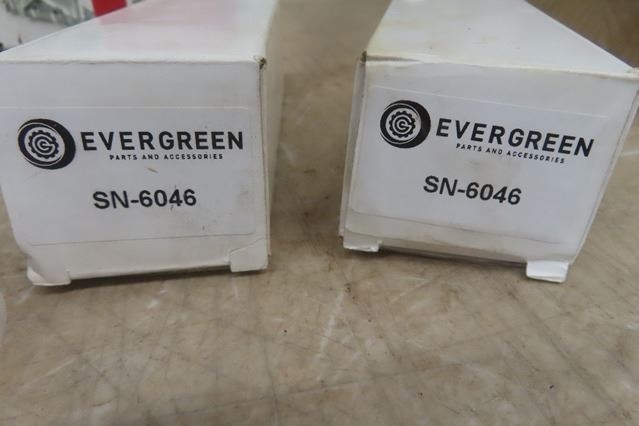 EVERGREEN
PARTS AND ACCESSORIES
SN-6046
EVERGREEN
PARTS AND ACCESSORIES
SN-6046